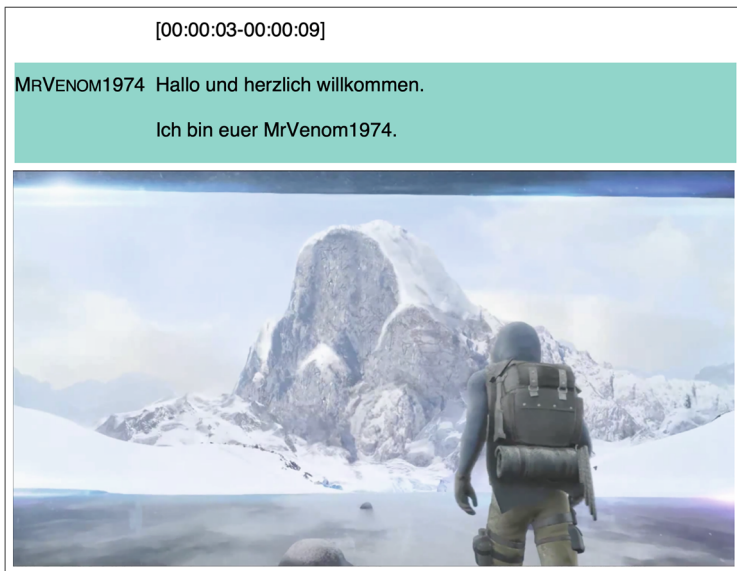 [00:00:03-00:00:09]
MRVENOM1974 Hallo und herzlich willkommen.
Ich bin euer MrVenom1974.